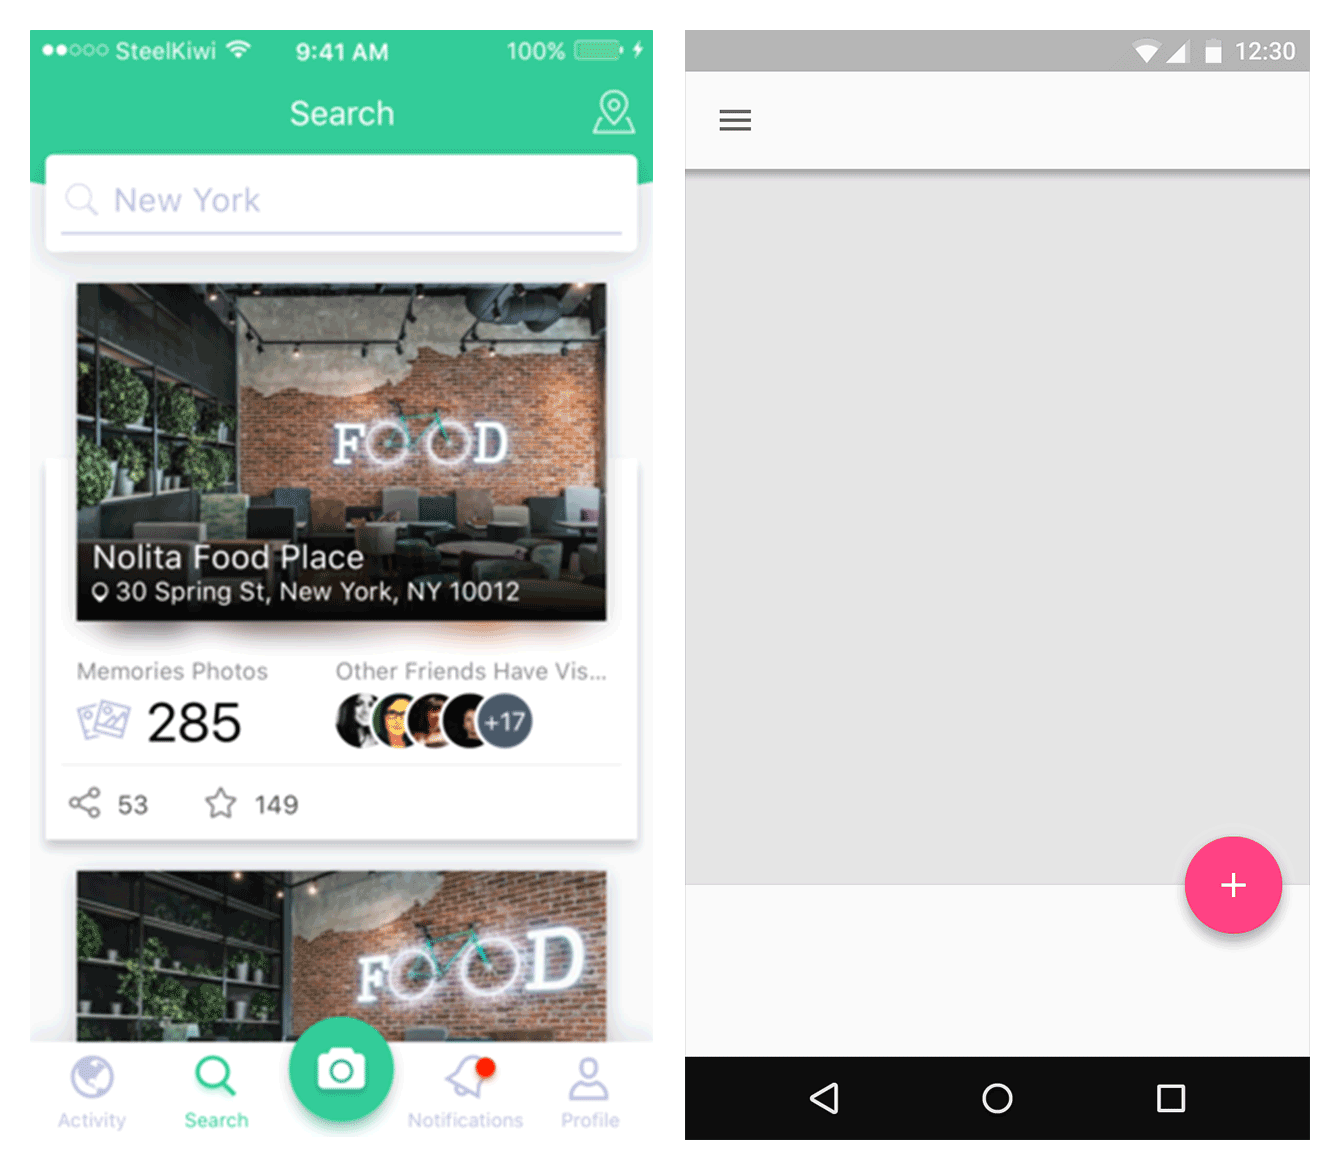 SteelKiwi 9:41 AM 100%
Search
New York
FOOD
Nolita Food Place
30 Spring St, New York, NY 10012
Memories Photos Other Friends Have Vis...
285 +17
53 149
FOOD
Activity Search Notifications Profile
12:30